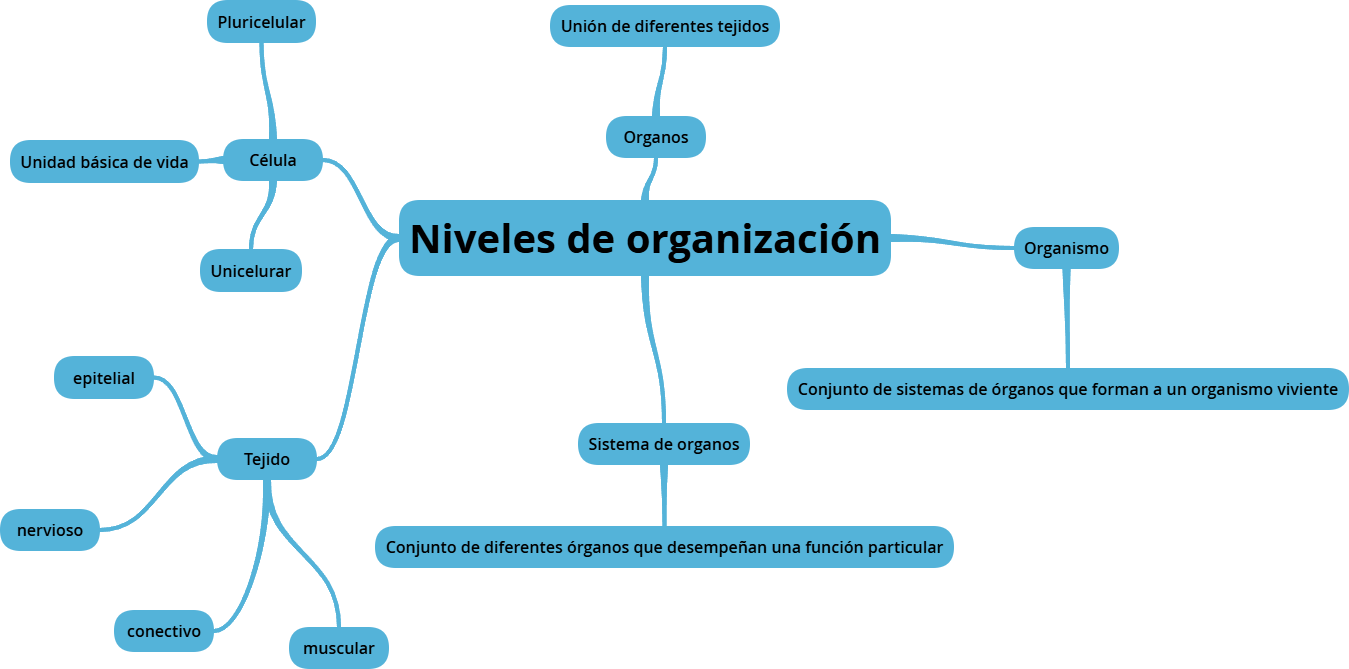 Pluricelular
Unión de diferentes tejidos
Organos
Unidad básica de vida
Célula
Niveles de organización
Organismo
Unicelurar
epitelial
Conjunto de sistemas de órganos que forman a un organismo viviente
Sistema de organos
Tejido
nervioso
Conjunto de diferentes órganos que desempeñan una función particular
conectivo
muscular